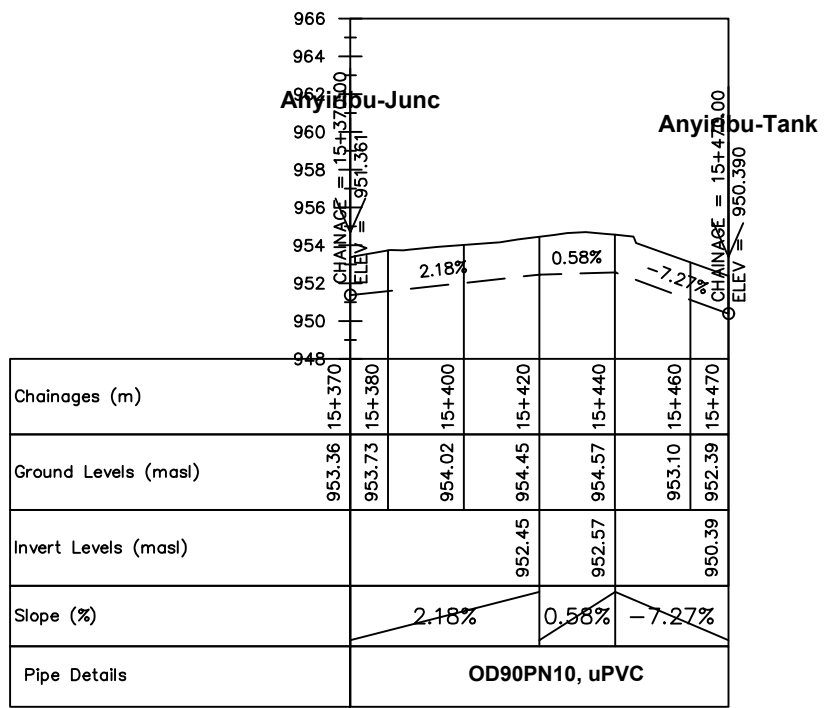 966
964
962
960
958
956
954
952
950
948
Anyiribu-Junc
CHAINAGE = 15+370.00
ELEV = 951.361
Anyiribu-Tank
CHAINAGE = 15+470.00
ELEV = 950.390
2.18%
0.58%
-7.27%
Chainages (m)
15+370
15+380
15+400
15+420
15+440
15+460
15+470
Ground Levels (masl)
953.36
953.73
954.02
954.45
954.57
953.10
952.39
Invert Levels (masl)
952.45
952.57
950.39
Slope (%)
2.18%
0.58%
-7.27%
Pipe Details
OD90PN10, uPVC